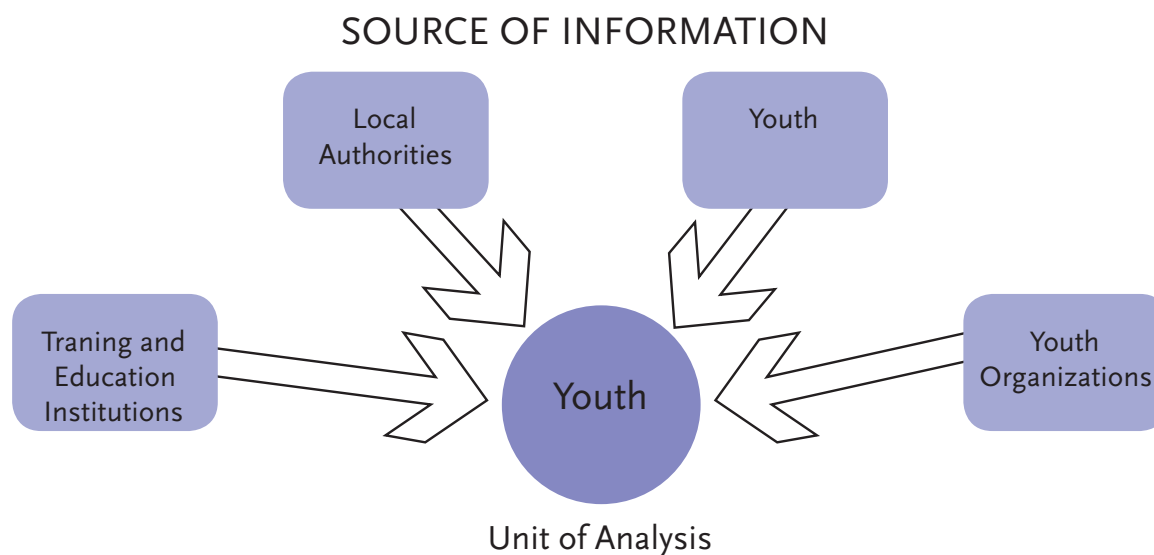 SOURCE OF INFORMATION
Local
Authorities
Youth
Traning and
Education
Institutions
Youth
Youth
Organizations
Unit of Analysis